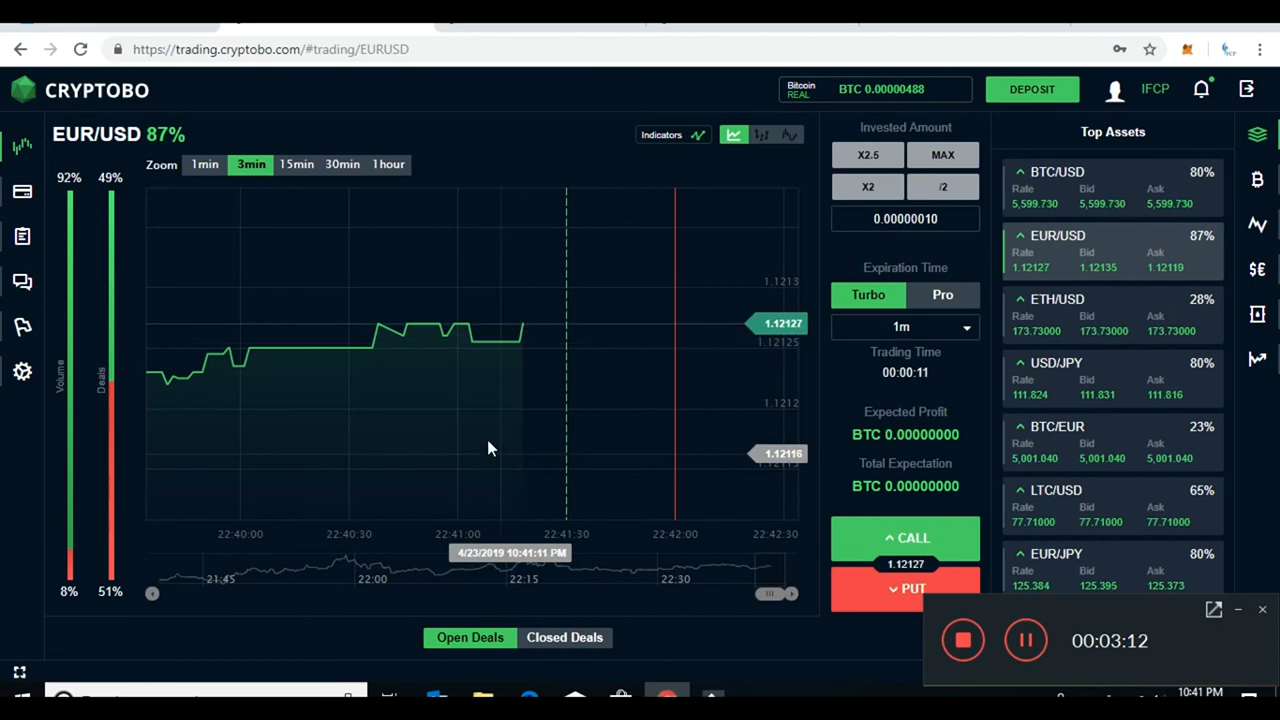 https://trading.cryptobo.com/#trading/EURUSD
CRYPTOBO
Bitcoin
REAL
BTC 0.00000488
DEPOSIT
IFCP
EUR/USD 87%
Indicators
Zoom 1min 3min 15min 30min 1hour
92% 49%
Volume
Deals
8% 51%
1.1213
1.12127
1.12125
1.1212
1.12116
22:40:00 22:40:30 22:41:00 22:41:30 22:42:00 22:42:30
4/23/2019 10:41:11 PM
21:45 22:00 22:15 22:30
Open Deals Closed Deals
Invested Amount
X2.5 MAX
X2 /2
0.00000010
Expiration Time
Turbo Pro
1m
Trading Time
00:00:11
Expected Profit
BTC 0.00000000
Total Expectation
BTC 0.00000000
CALL
1.12127
PUT
Top Assets
BTC/USD 80%
Rate Bid Ask
5,599.730 5,599.730 5,599.730
EUR/USD 87%
Rate Bid Ask
1.12127 1.12135 1.12119
ETH/USD 28%
Rate Bid Ask
173.73000 173.73000 173.73000
USD/JPY 80%
Rate Bid Ask
111.824 111.831 111.816
BTC/EUR 23%
Rate Bid Ask
5,001.040 5,001.040 5,001.040
LTC/USD 65%
Rate Bid Ask
77.71000 77.71000 77.71000
EUR/JPY 80%
Rate Bid Ask
125.384 125.395 125.373
00:03:12
10:41 PM